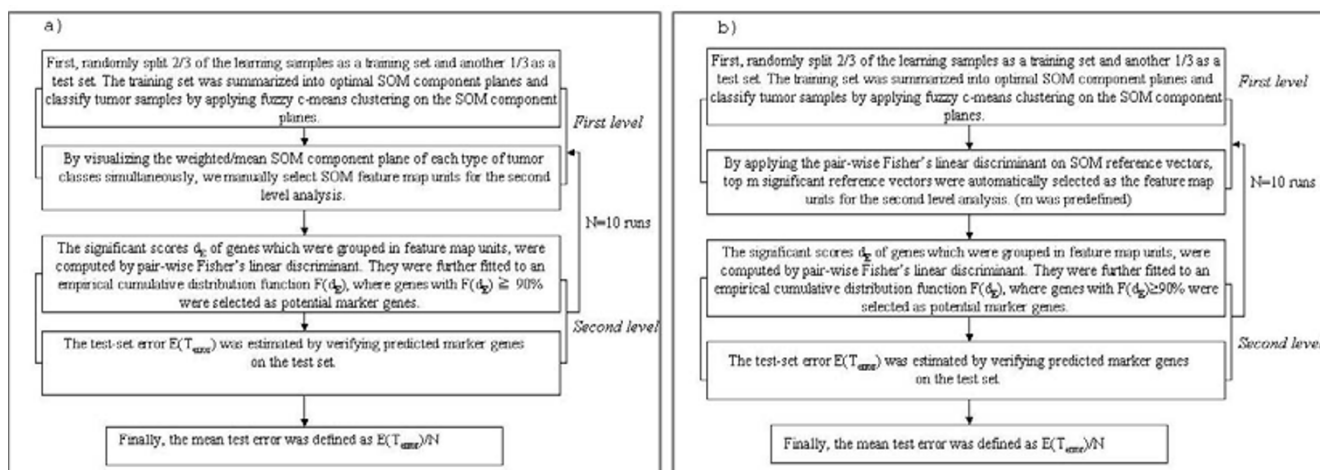 a)
First, randomly split 2/3 of the learning samples as a training set and another 1/3 as a
test set. The training set was summarized into optimal SOM component planes and
classify tumor samples by applying fuzzy c-means clustering on the SOM component
planes.
First level
By visualizing the weighted/mean SOM component plane of each type of tumor
classes simultaneously, we manually select SOM feature map units for the second
level analysis.
N=10 runs
The significant scores dE of genes which were grouped in feature map units, were
computed by pair-wise Fisher's linear discriminant. They were further fitted to an
empirical cumulative distribution function F(dE), where genes with F(dE) ≧ 90%
were selected as potential marker genes.
Second level
The test-set error E(Terror) was estimated by verifying predicted marker genes
on the test set.
Finally, the mean test error was defined as E(Terror)/N
b)
First, randomly split 2/3 of the learning samples as a training set and another 1/3 as a
test set. The training set was summarized into optimal SOM component planes and
classify tumor samples by applying fuzzy c-means clustering on the SOM component
planes.
First level
By applying the pair-wise Fisher's linear discriminant on SOM reference vectors,
top m significant reference vectors were automatically selected as the feature map
units for the second level analysis. (m was predefined)
N=10 runs
The significant scores dE of genes which were grouped in feature map units, were
computed by pair-wise Fisher's linear discriminant. They were further fitted to an
empirical cumulative distribution function F(dE), where genes with F(dE)≥90% were
selected as potential marker genes.
Second level
The test-set error E(Terror) was estimated by verifying predicted marker genes
on the test set
Finally, the mean test error was defined as E(Terror)/N